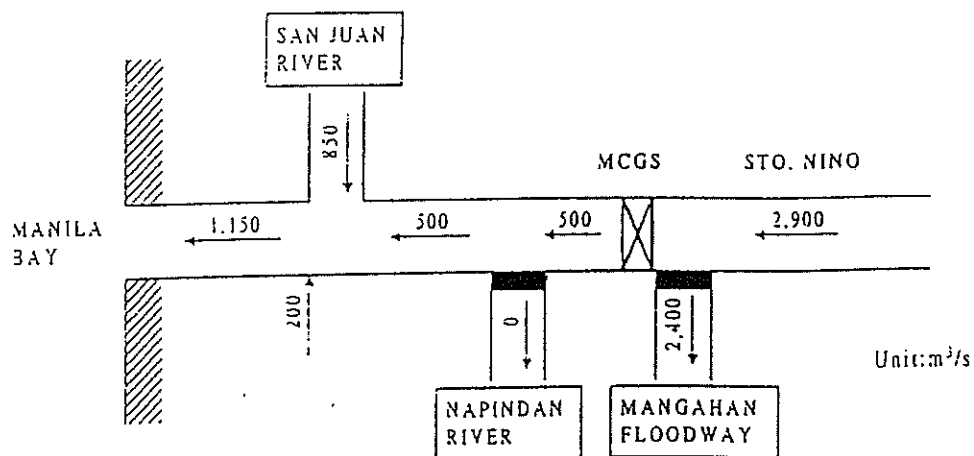 SAN JUAN
RIVER
850
MCGS
STO. NINO
MANILA
BAY
1,150
500
500
2,900
200
0
2,400
Unit:m³/s
NAPINDAN
RIVER
MANGAHAN
FLOODWAY